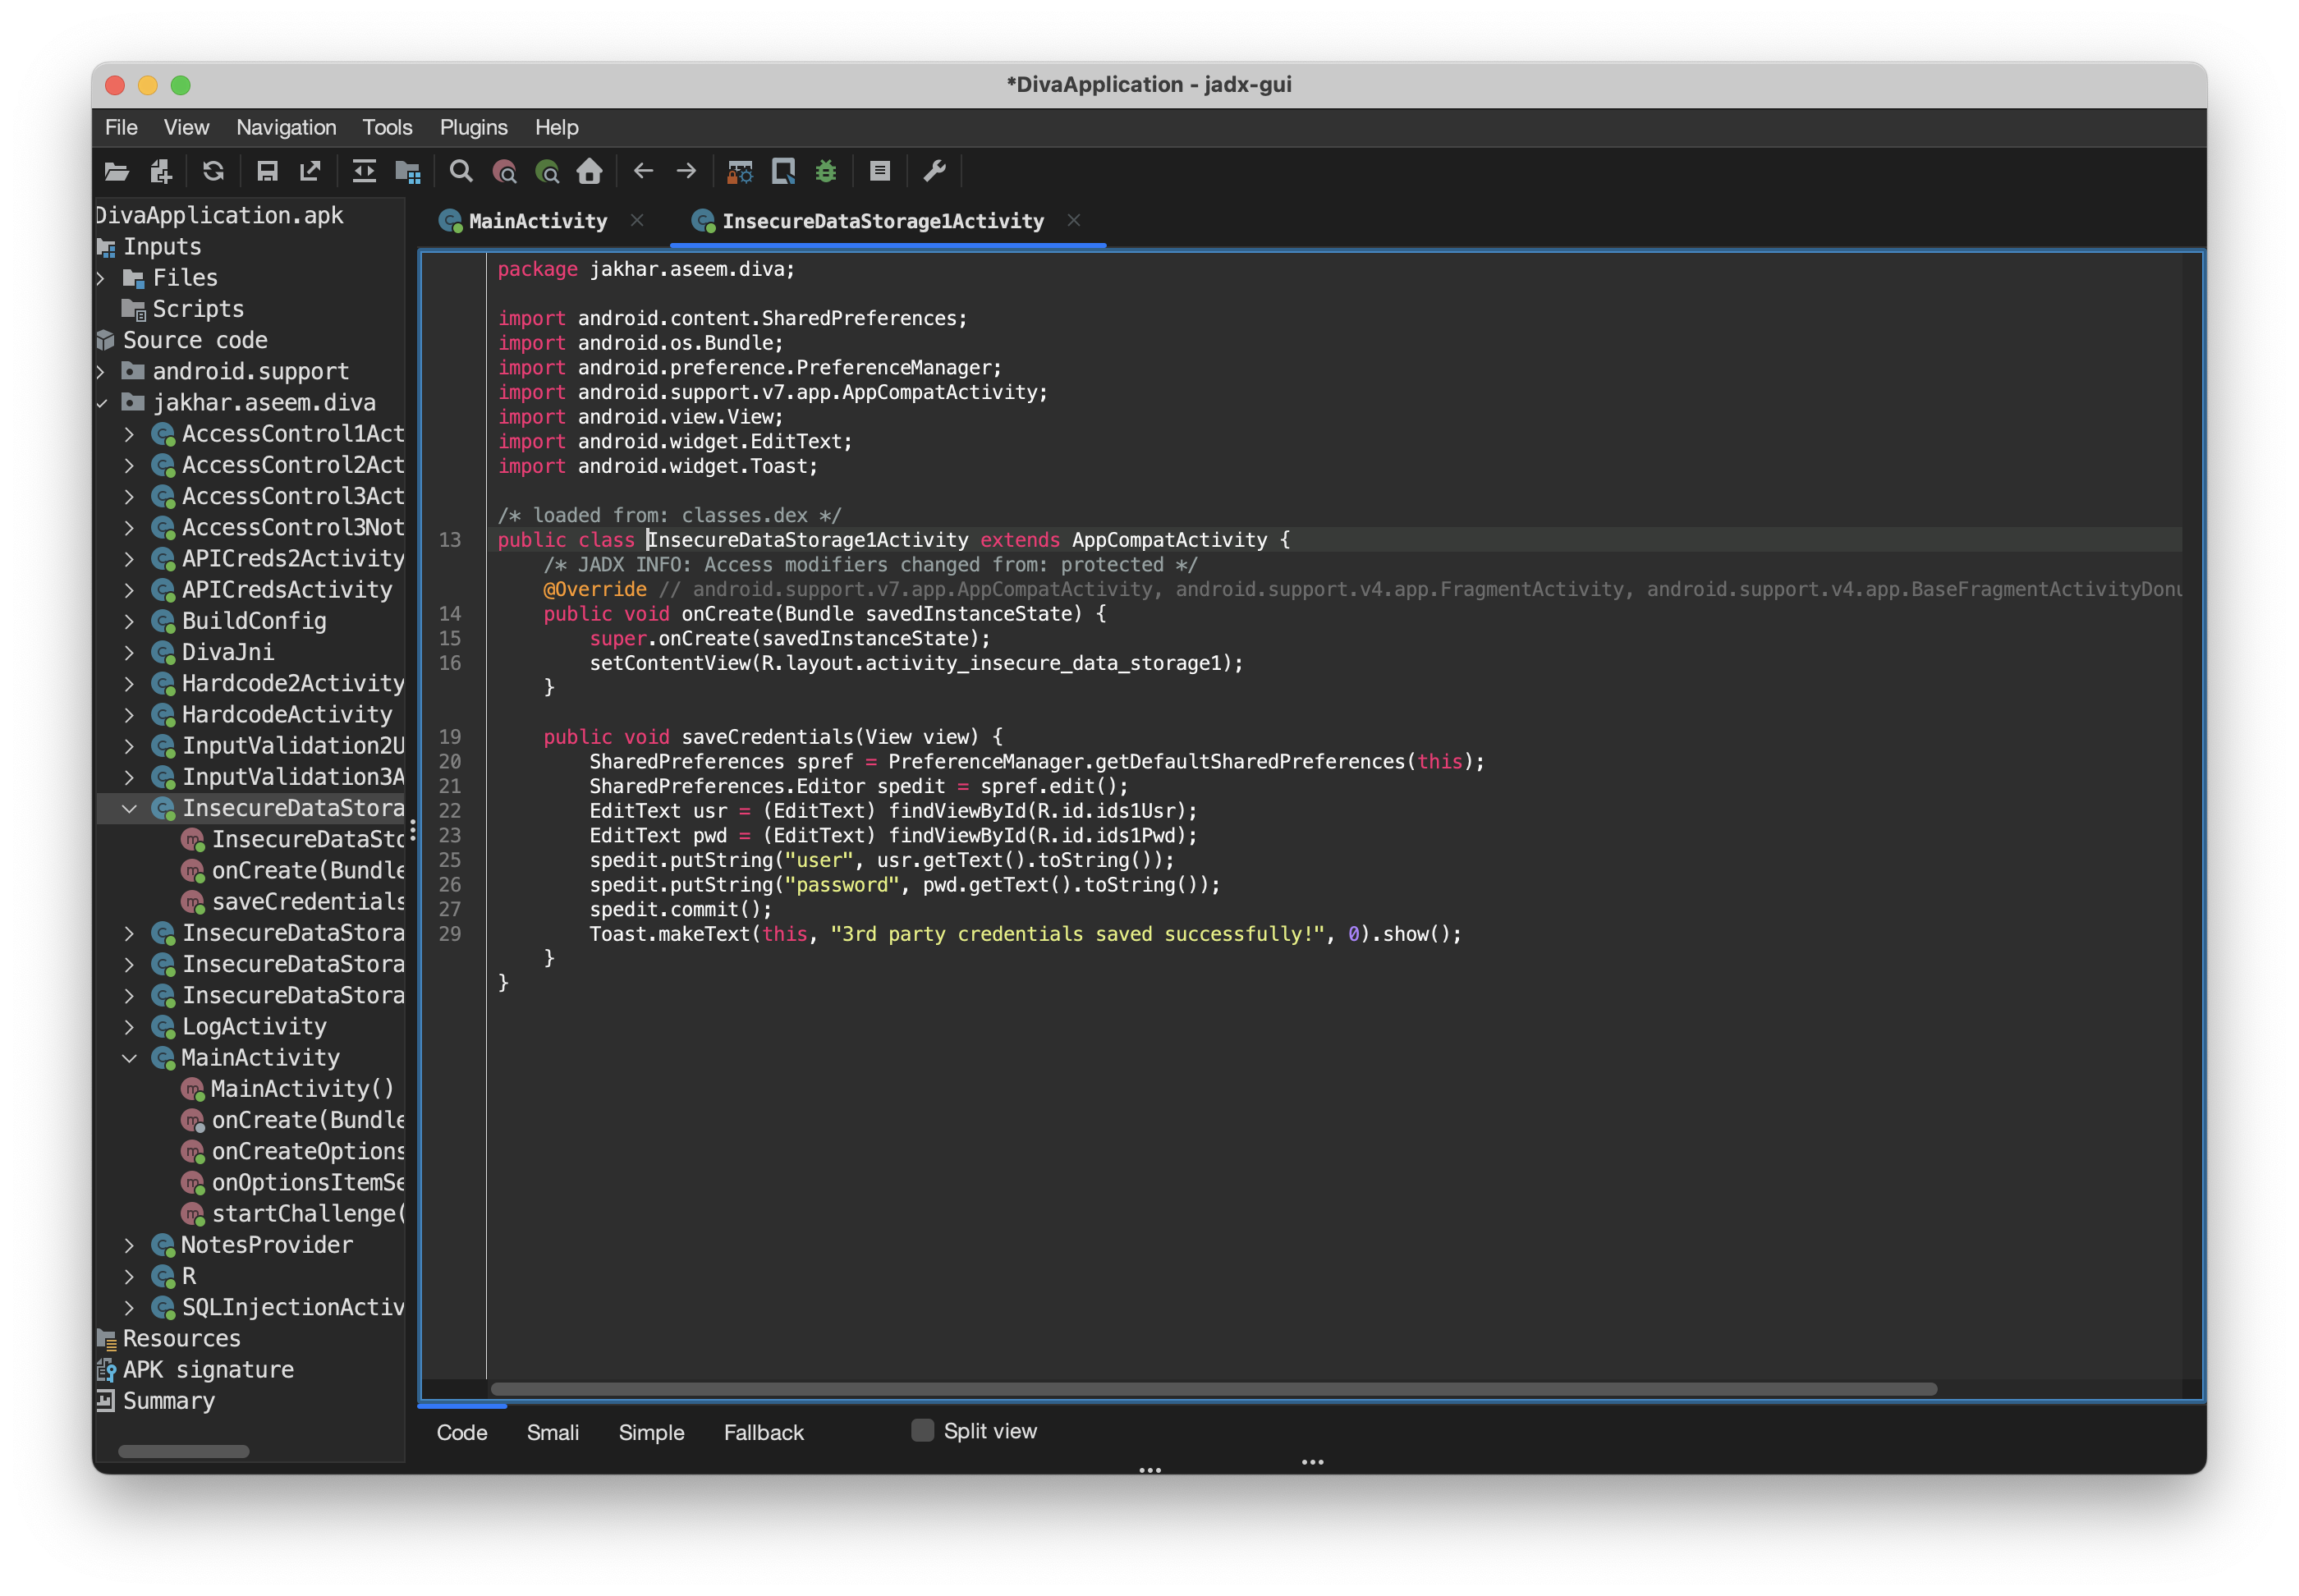 *DivaApplication - jadx-gui
File View Navigation Tools Plugins Help
DivaApplication.apk
Inputs
Files
Scripts
Source code
android.support
jakhar.aseem.diva
AccessControl1Act
AccessControl2Act
AccessControl3Act
AccessControl3Not
APICreds2Activity
APICredsActivity
BuildConfig
DivaJni
Hardcode2Activity
HardcodeActivity
InputValidation2U
InputValidation3A
InsecureDataStora
InsecureDataSto
onCreate(Bundle
saveCredentials
InsecureDataStora
InsecureDataStora
InsecureDataStora
LogActivity
MainActivity
MainActivity()
onCreate(Bundle
onCreateOptions
onOptionsItemSe
startChallenge(
NotesProvider
R
SQLInjectionActiv
Resources
APK signature
Summary
MainActivity InsecureDataStorage1Activity
package jakhar.aseem.diva;
import android.content.SharedPreferences;
import android.os.Bundle;
import android.preference.PreferenceManager;
import android.support.v7.app.AppCompatActivity;
import android.view.View;
import android.widget.EditText;
import android.widget.Toast;
/* loaded from: classes.dex */
13 public class InsecureDataStorage1Activity extends AppCompatActivity {
/* JADX INFO: Access modifiers changed from: protected */
@Override // android.support.v7.app.AppCompatActivity, android.support.v4.app.FragmentActivity, android.support.v4.app.BaseFragmentActivityDonu
14 public void onCreate(Bundle savedInstanceState) {
15 super.onCreate(savedInstanceState);
16 setContentView(R.layout.activity_insecure_data_storage1);
}
19 public void saveCredentials(View view) {
20 SharedPreferences spref = PreferenceManager.getDefaultSharedPreferences(this);
21 SharedPreferences.Editor spedit = spref.edit();
22 EditText usr = (EditText) findViewById(R.id.ids1Usr);
23 EditText pwd = (EditText) findViewById(R.id.ids1Pwd);
25 spedit.putString("user", usr.getText().toString());
26 spedit.putString("password", pwd.getText().toString());
27 spedit.commit();
29 Toast.makeText(this, "3rd party credentials saved successfully!", 0).show();
}
}
Code Smali Simple Fallback Split view